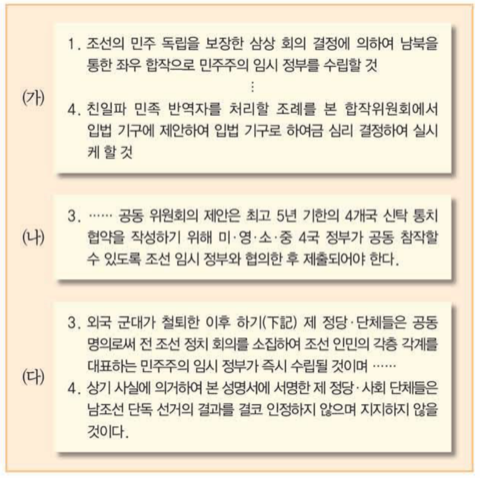 (가)
1. 조선의 민주 독립을 보장한 삼상 회의 결정에 의하여 남북을
통한 좌우 합작으로 민주주의 임시 정부를 수립할 것
⋮
4. 친일파 민족 반역자를 처리할 조례를 본 합작위원회에서
입법 기구에 제안하여 입법 기구로 하여금 심리 결정하여 실시
케 할 것
(나)
3. …… 공동 위원회의 제안은 최고 5년 기한의 4개국 신탁 통치
협약을 작성하기 위해 미·영·소·중 4국 정부가 공동 참작할
수 있도록 조선 임시 정부와 협의한 후 제출되어야 한다.
(다)
3. 외국 군대가 철퇴한 이후 하기(下記) 제 정당·단체들은 공동
명의로써 전 조선 정치 회의를 소집하여 조선 인민의 각층 각계를
대표하는 민주주의 임시 정부가 즉시 수립될 것이며 ……
4. 상기 사실에 의거하여 본 성명서에 서명한 제 정당·사회 단체들은
남조선 단독 선거의 결과를 결코 인정하지 않으며 지지하지 않을
것이다.